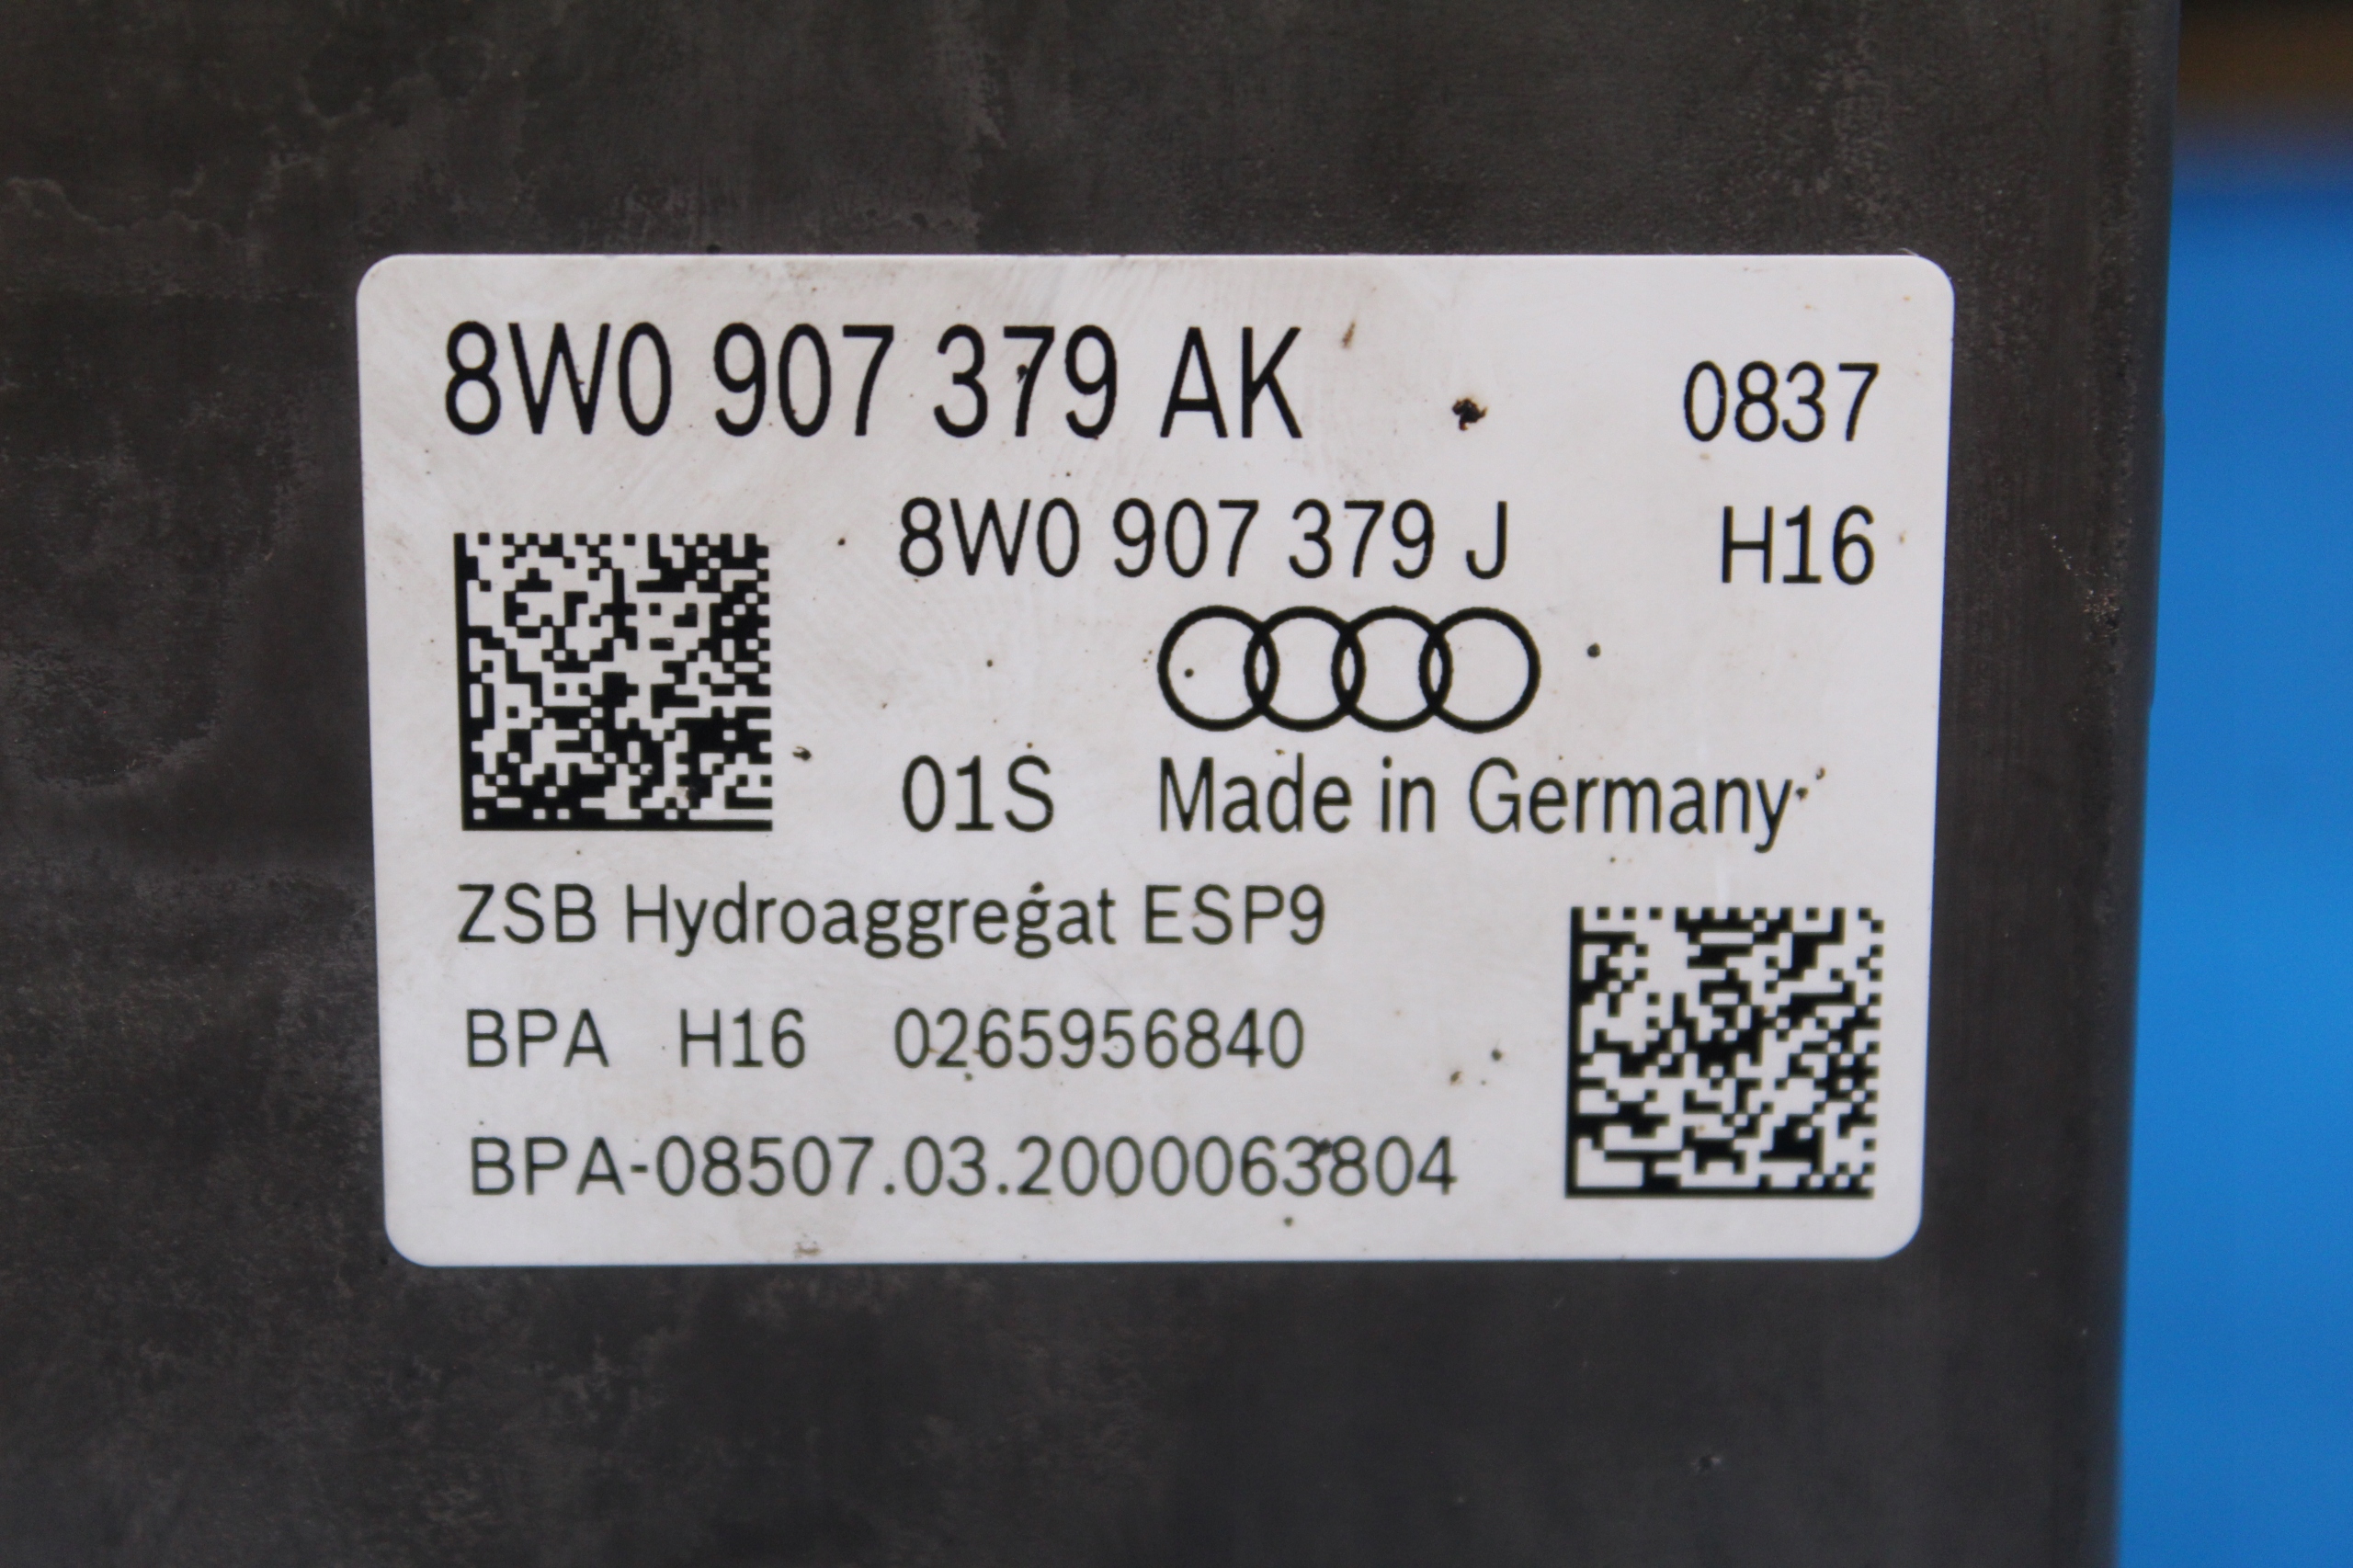 8W0 907 379 AK 0837
8W0 907 379 J H16
01S Made in Germany
ZSB Hydroaggregat ESP9
BPA H16 0265956840
BPA-08507.03.2000063804